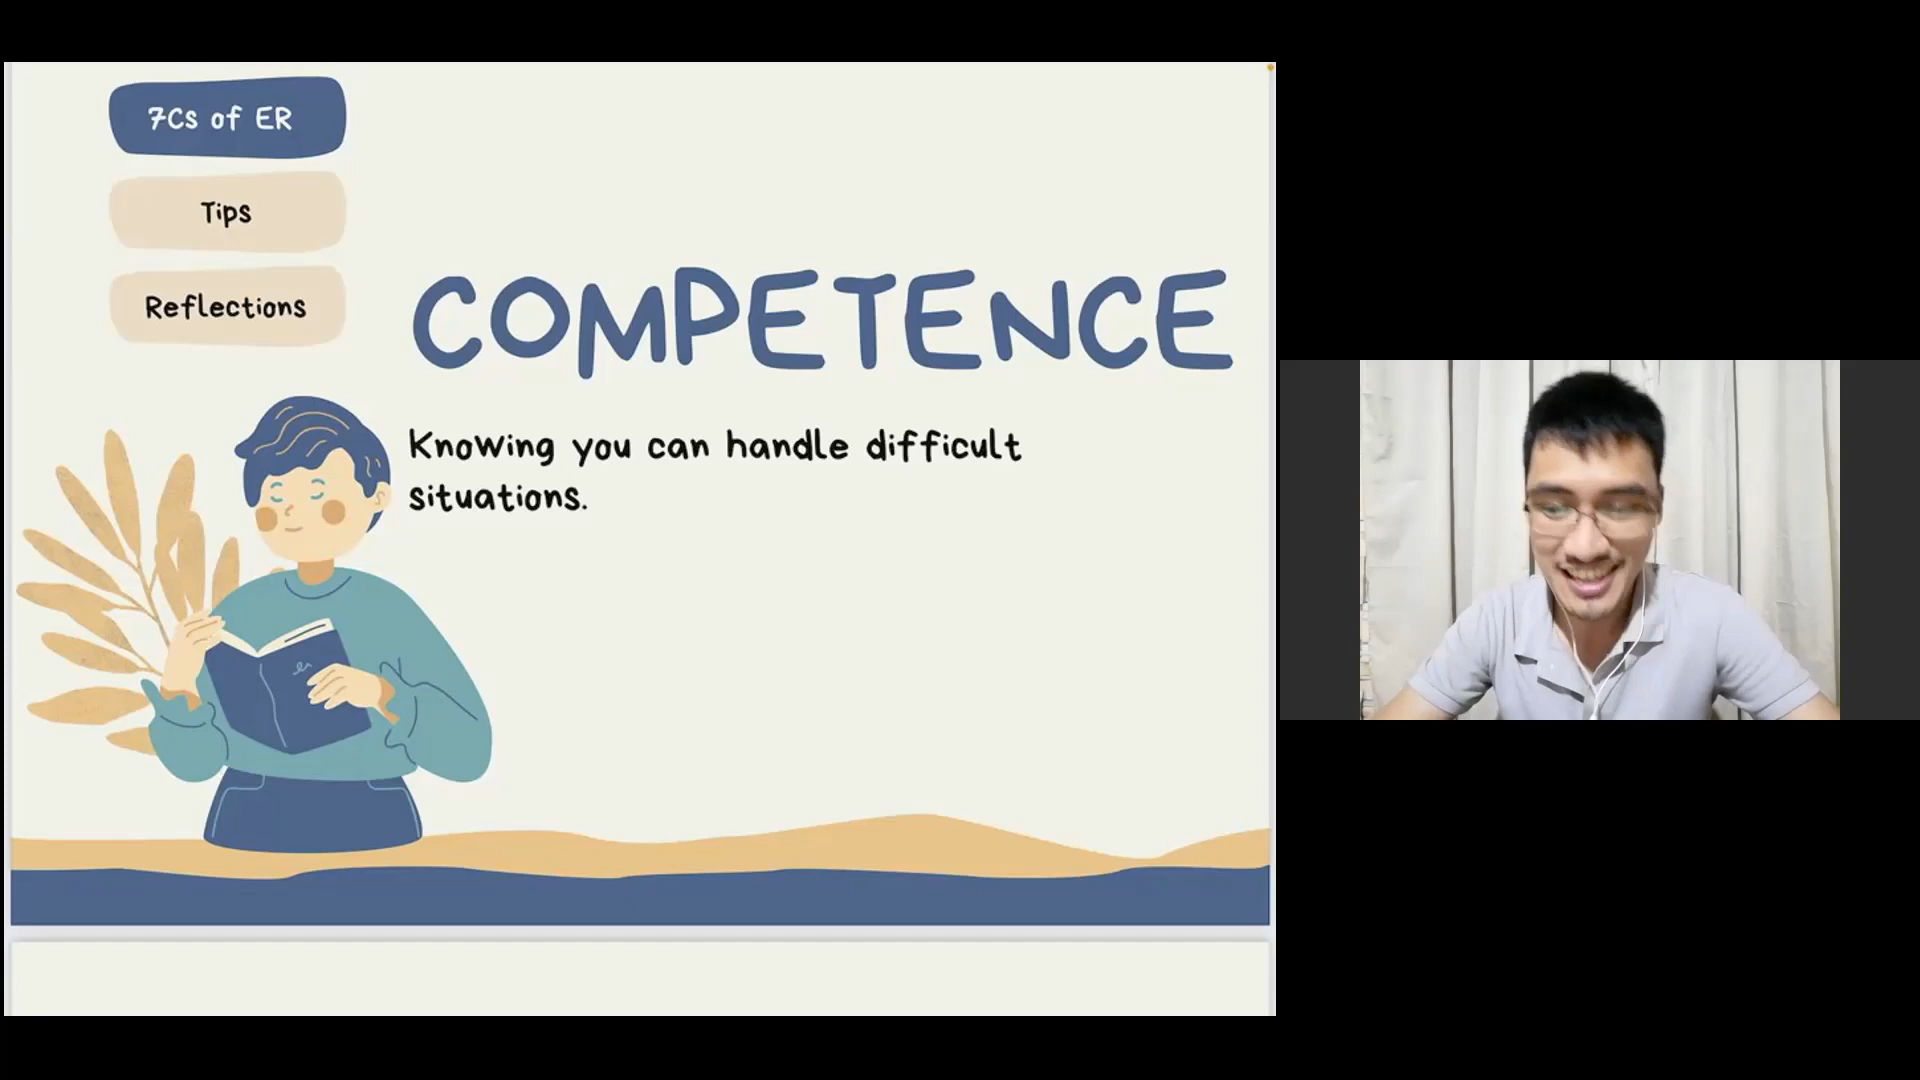 7Cs of ER
Tips
Reflections
COMPETENCE
Knowing you can handle difficult
situations.